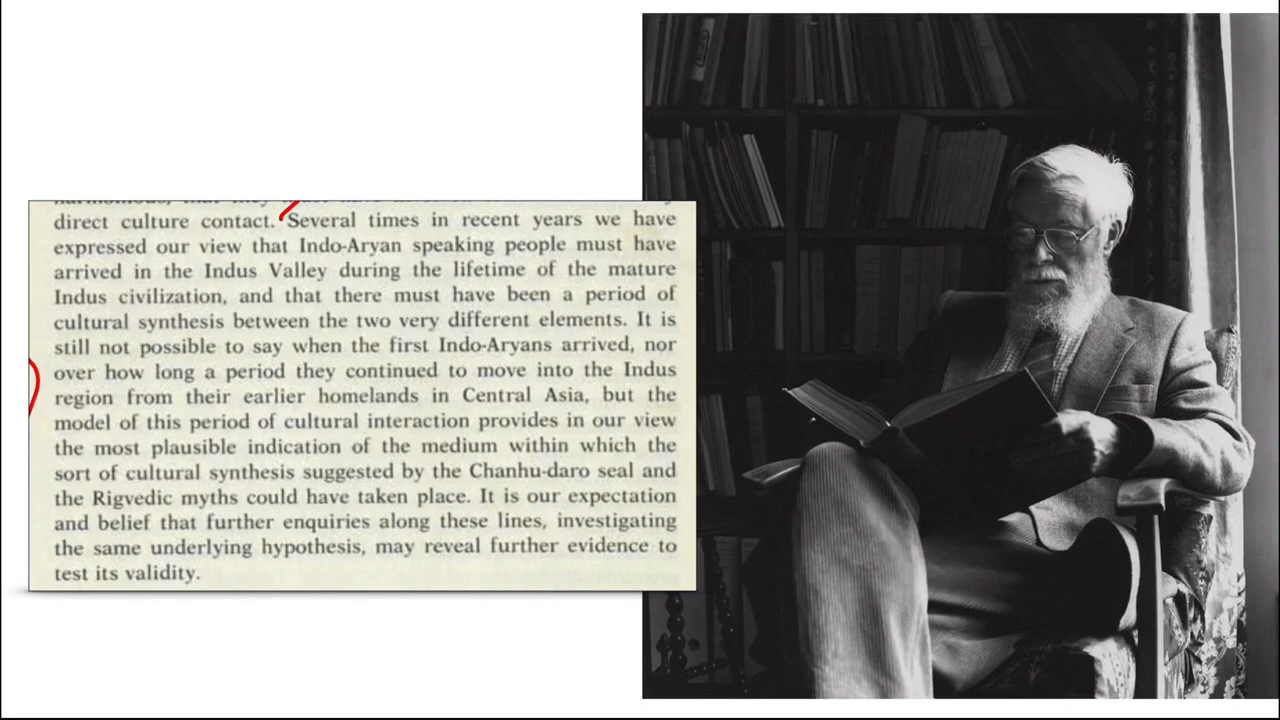 direct culture contact. Several times in recent years we have
expressed our view that Indo-Aryan speaking people must have
arrived in the Indus Valley during the lifetime of the mature
Indus civilization, and that there must have been a period of
cultural synthesis between the two very different elements. It is
still not possible to say when the first Indo-Aryans arrived, nor
over how long a period they continued to move into the Indus
region from their earlier homelands in Central Asia, but the
model of this period of cultural interaction provides in our view
the most plausible indication of the medium within which the
sort of cultural synthesis suggested by the Chanhu-daro seal and
the Rigvedic myths could have taken place. It is our expectation
and belief that further enquiries along these lines, investigating
the same underlying hypothesis, may reveal further evidence to
test its validity.